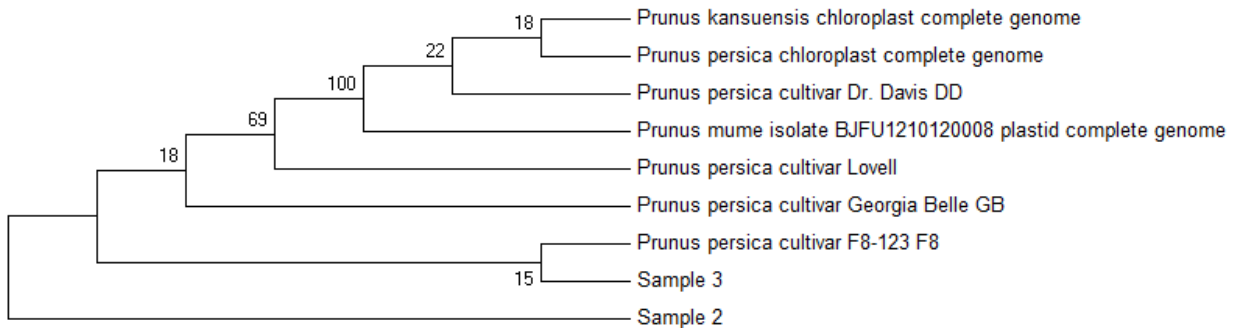 18 Prunus kansuensis chloroplast complete genome
22 Prunus persica chloroplast complete genome
100 Prunus persica cultivar Dr. Davis DD
69 Prunus mume isolate BJFU1210120008 plastid complete genome
18 Prunus persica cultivar Lovell
Prunus persica cultivar Georgia Belle GB
Prunus persica cultivar F8-123 F8
15 Sample 3
Sample 2